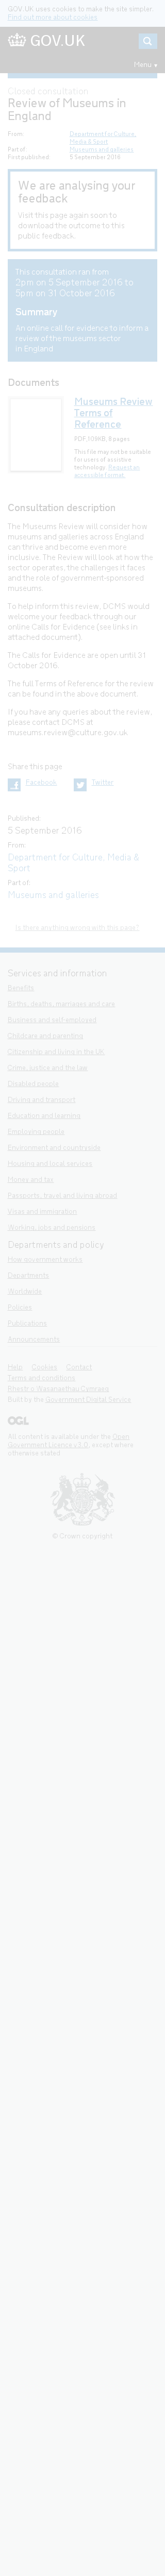 GOV.UK uses cookies to make the site simpler.
Find out more about cookies
GOV.UK
Menu
Closed consultation
Review of Museums in
England
From:
Department for Culture,
Media & Sport
Part of:
Museums and galleries
First published:
5 September 2016
We are analysing your
feedback
Visit this page again soon to
download the outcome to this
public feedback.
This consultation ran from
2pm on 5 September 2016 to
5pm on 31 October 2016
Summary
An online call for evidence to inform a
review of the museums sector
in England
Documents
Museums Review
Terms of
Reference
PDF, 109KB, 8 pages
This file may not be suitable
for users of assistive
technology. Request an
accessible format.
Consultation description
The Museums Review will consider how
museums and galleries across England
can thrive and become even more
inclusive. The Review will look at how the
sector operates, the challenges it faces
and the role of government-sponsored
museums.
To help inform this review, DCMS would
welcome your feedback through our
online Calls for Evidence (see links in
attached document).
The Calls for Evidence are open until 31
October 2016.
The full Terms of Reference for the review
can be found in the above document.
If you have any queries about the review,
please contact DCMS at
museums.review@culture.gov.uk
Share this page
Facebook
Twitter
Published:
5 September 2016
From:
Department for Culture, Media &
Sport
Part of:
Museums and galleries
Is there anything wrong with this page?
Services and information
Benefits
Births, deaths, marriages and care
Business and self-employed
Childcare and parenting
Citizenship and living in the UK
Crime, justice and the law
Disabled people
Driving and transport
Education and learning
Employing people
Environment and countryside
Housing and local services
Money and tax
Passports, travel and living abroad
Visas and immigration
Working, jobs and pensions
Departments and policy
How government works
Departments
Worldwide
Policies
Publications
Announcements
Help Cookies Contact
Terms and conditions
Rhestr o Wasanaethau Cymraeg
Built by the Government Digital Service
OGL
All content is available under the Open
Government Licence v3.0, except where
otherwise stated
© Crown copyright